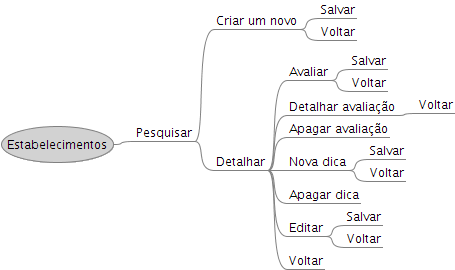 Estabelecimentos
Pesquisar
Criar um novo
Salvar
Voltar
Detalhar
Avaliar
Salvar
Voltar
Detalhar avaliação
Voltar
Apagar avaliação
Nova dica
Salvar
Voltar
Apagar dica
Editar
Salvar
Voltar
Voltar